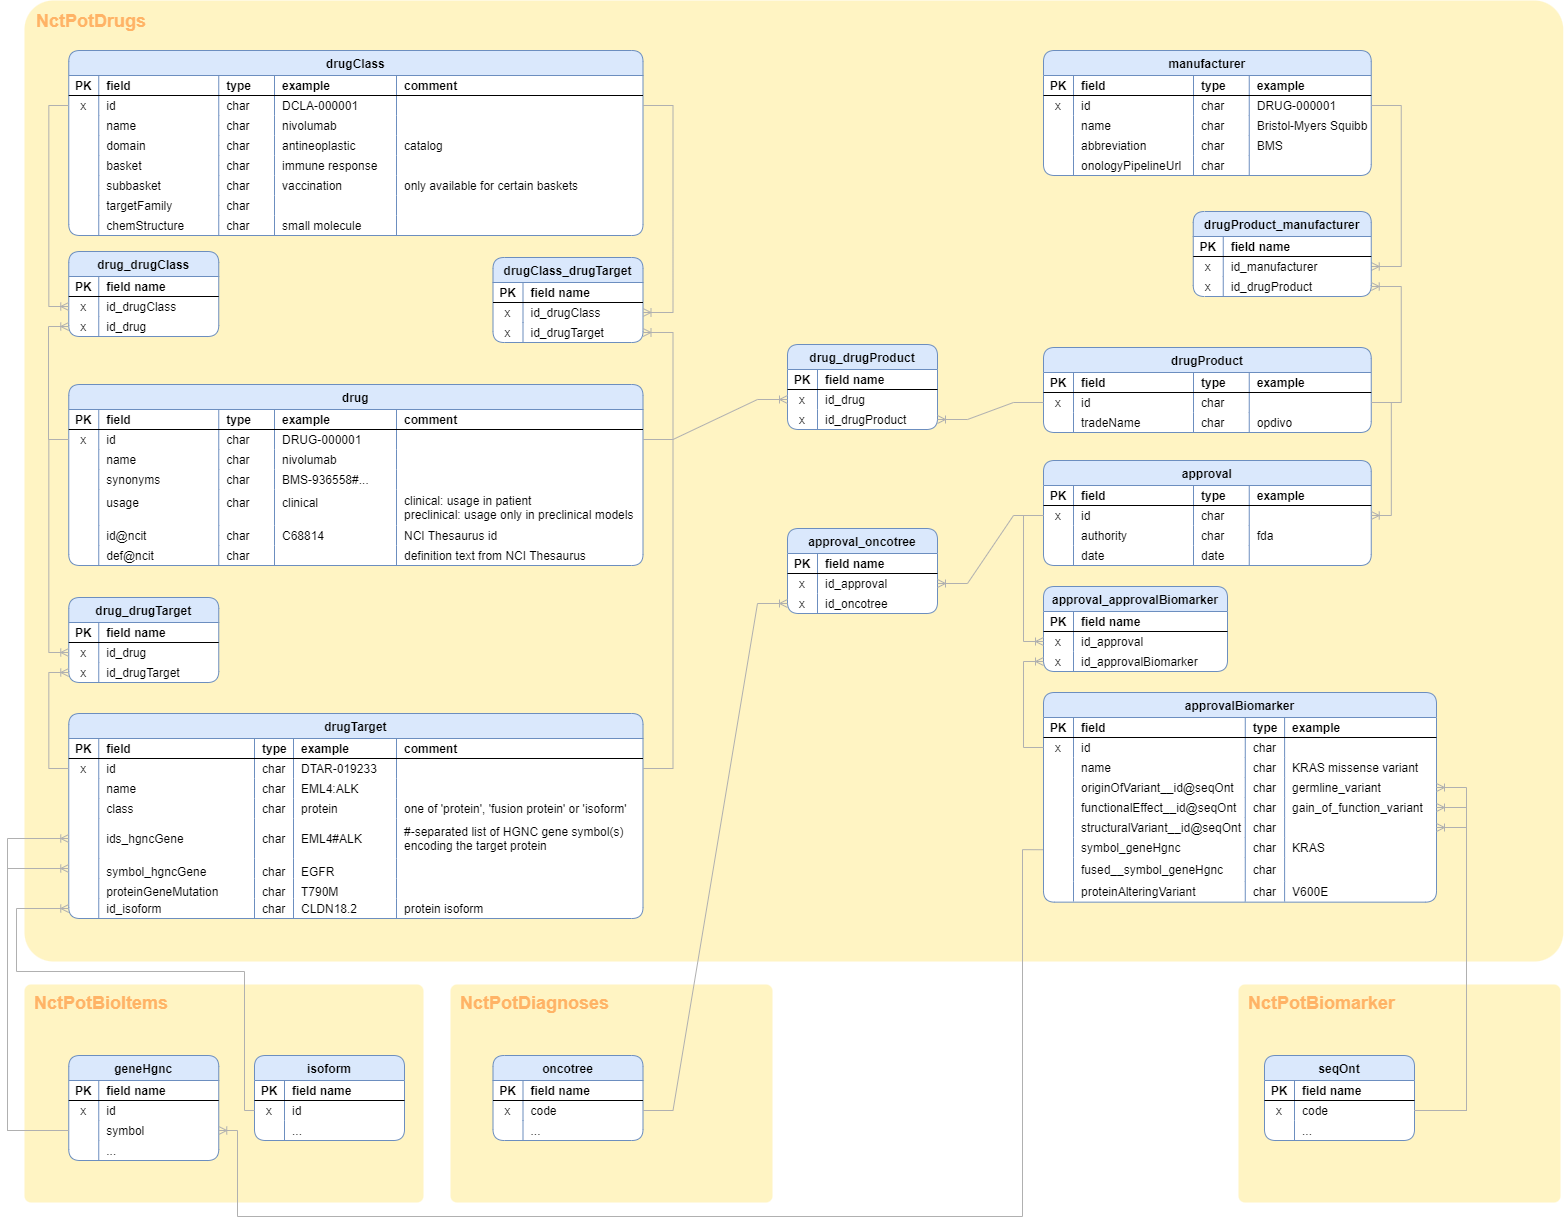 NctPotDrugs
drugClass
PK field type example comment
x id char DCLA-000001
name char nivolumab
domain char antineoplastic catalog
basket char immune response
subbasket char vaccination only available for certain baskets
targetFamily char
chemStructure char small molecule
manufacturer
PK field type example
x id char DRUG-000001
name char Bristol-Myers Squibb
abbreviation char BMS
onologyPipelineUrl char
drugProduct_manufacturer
PK field name
x id_manufacturer
x id_drugProduct
drug_drugClass
PK field name
x id_drugClass
x id_drug
drugClass_drugTarget
PK field name
x id_drugClass
x id_drugTarget
drug_drugProduct
PK field name
x id_drug
x id_drugProduct
drugProduct
PK field type example
x id char
tradeName char opdivo
drug
PK field type example comment
x id char DRUG-000001
name char nivolumab
synonyms char BMS-936558#...
usage char clinical clinical: usage in patient
preclinical: usage only in preclinical models
id@ncit char C68814 NCI Thesaurus id
def@ncit char definition text from NCI Thesaurus
approval
PK field type example
x id char
authority char fda
date date
approval_oncotree
PK field name
x id_approval
x id_oncotree
approval_approvalBiomarker
PK field name
x id_approval
x id_approvalBiomarker
drug_drugTarget
PK field name
x id_drug
x id_drugTarget
drugTarget
PK field type example comment
x id char DTAR-019233
name char EML4:ALK
class char protein one of 'protein', 'fusion protein' or 'isoform'
ids_hgncGene char EML4#ALK #-separated list of HGNC gene symbol(s)
encoding the target protein
symbol_hgncGene char EGFR
proteinGeneMutation char T790M
id_isoform char CLDN18.2 protein isoform
approvalBiomarker
PK field type example
x id char
name char KRAS missense variant
originOfVariant__id@seqOnt char germline_variant
functionalEffect__id@seqOnt char gain_of_function_variant
structuralVariant__id@seqOnt char
symbol_geneHgnc char KRAS
fused__symbol_geneHgnc char
proteinAlteringVariant char V600E
NctPotBioItems
geneHgnc
PK field name
x id
symbol
...
isoform
PK field name
x id
...
NctPotDiagnoses
oncotree
PK field name
x code
...
NctPotBiomarker
seqOnt
PK field name
x code
...